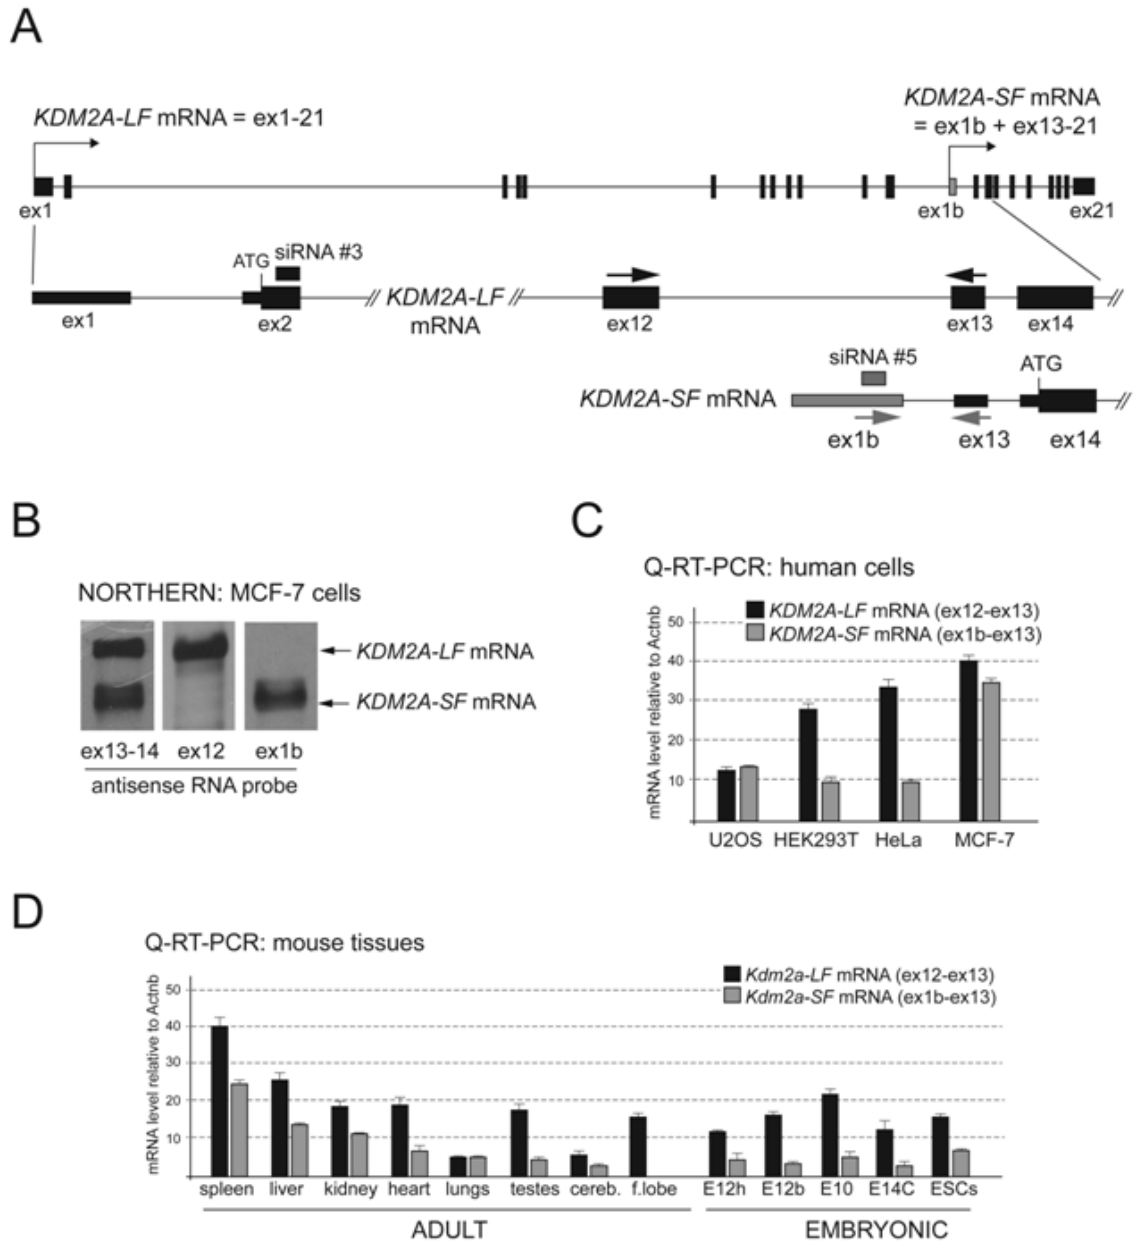 A
KDM2A-LF mRNA = ex1-21
KDM2A-SF mRNA
= ex1b + ex13-21
ex1
ex1b
ex21
ATG
siRNA #3
// KDM2A-LF //
mRNA
//
ex1
ex2
ex12
ex13
ex14
siRNA #5
ATG
KDM2A-SF mRNA
//
ex1b
ex13
ex14
B
NORTHERN: MCF-7 cells
KDM2A-LF mRNA
KDM2A-SF mRNA
ex13-14 ex12 ex1b
antisense RNA probe
C
Q-RT-PCR: human cells
KDM2A-LF mRNA (ex12-ex13)
KDM2A-SF mRNA (ex1b-ex13)
mRNA level relative to Actnb
50
40
30
20
10
U2OS HEK293T HeLa MCF-7
D
Q-RT-PCR: mouse tissues
Kdm2a-LF mRNA (ex12-ex13)
Kdm2a-SF mRNA (ex1b-ex13)
mRNA level relative to Actnb
50
40
30
20
10
spleen liver kidney heart lungs testes cereb. f.lobe E12h E12b E10 E14C ESCs
ADULT EMBRYONIC